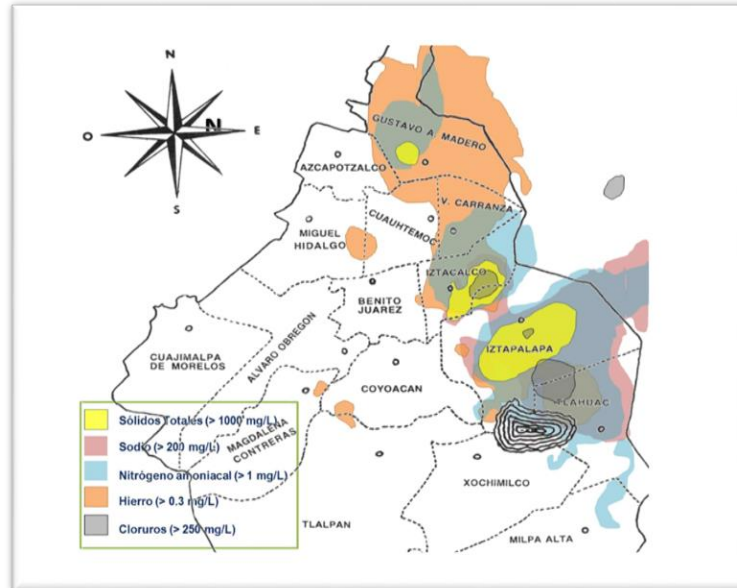 N
N
O
E
S
GUSTAVO A MADERO
AZCAPOTZALCO
V. CARRANZA
CUAUHTEMOC
MIGUEL
HIDALGO
IZTACALCO
BENITO
JUAREZ
IZTAPALAPA
CUAJIMALPA
DE MORELOS
ALVARO OBREGON
COYOACAN
TLAHUAC
MAGDALENA
CONTRERAS
XOCHIMILCO
TLALPAN
MILPA ALTA
Sólidos Totales (> 1000 mg/L)
Sodio (> 200 mg/L)
Nitrógeno amoniacal (> 1 mg/L)
Hierro (> 0.3 mg/L)
Cloruros (> 250 mg/L)